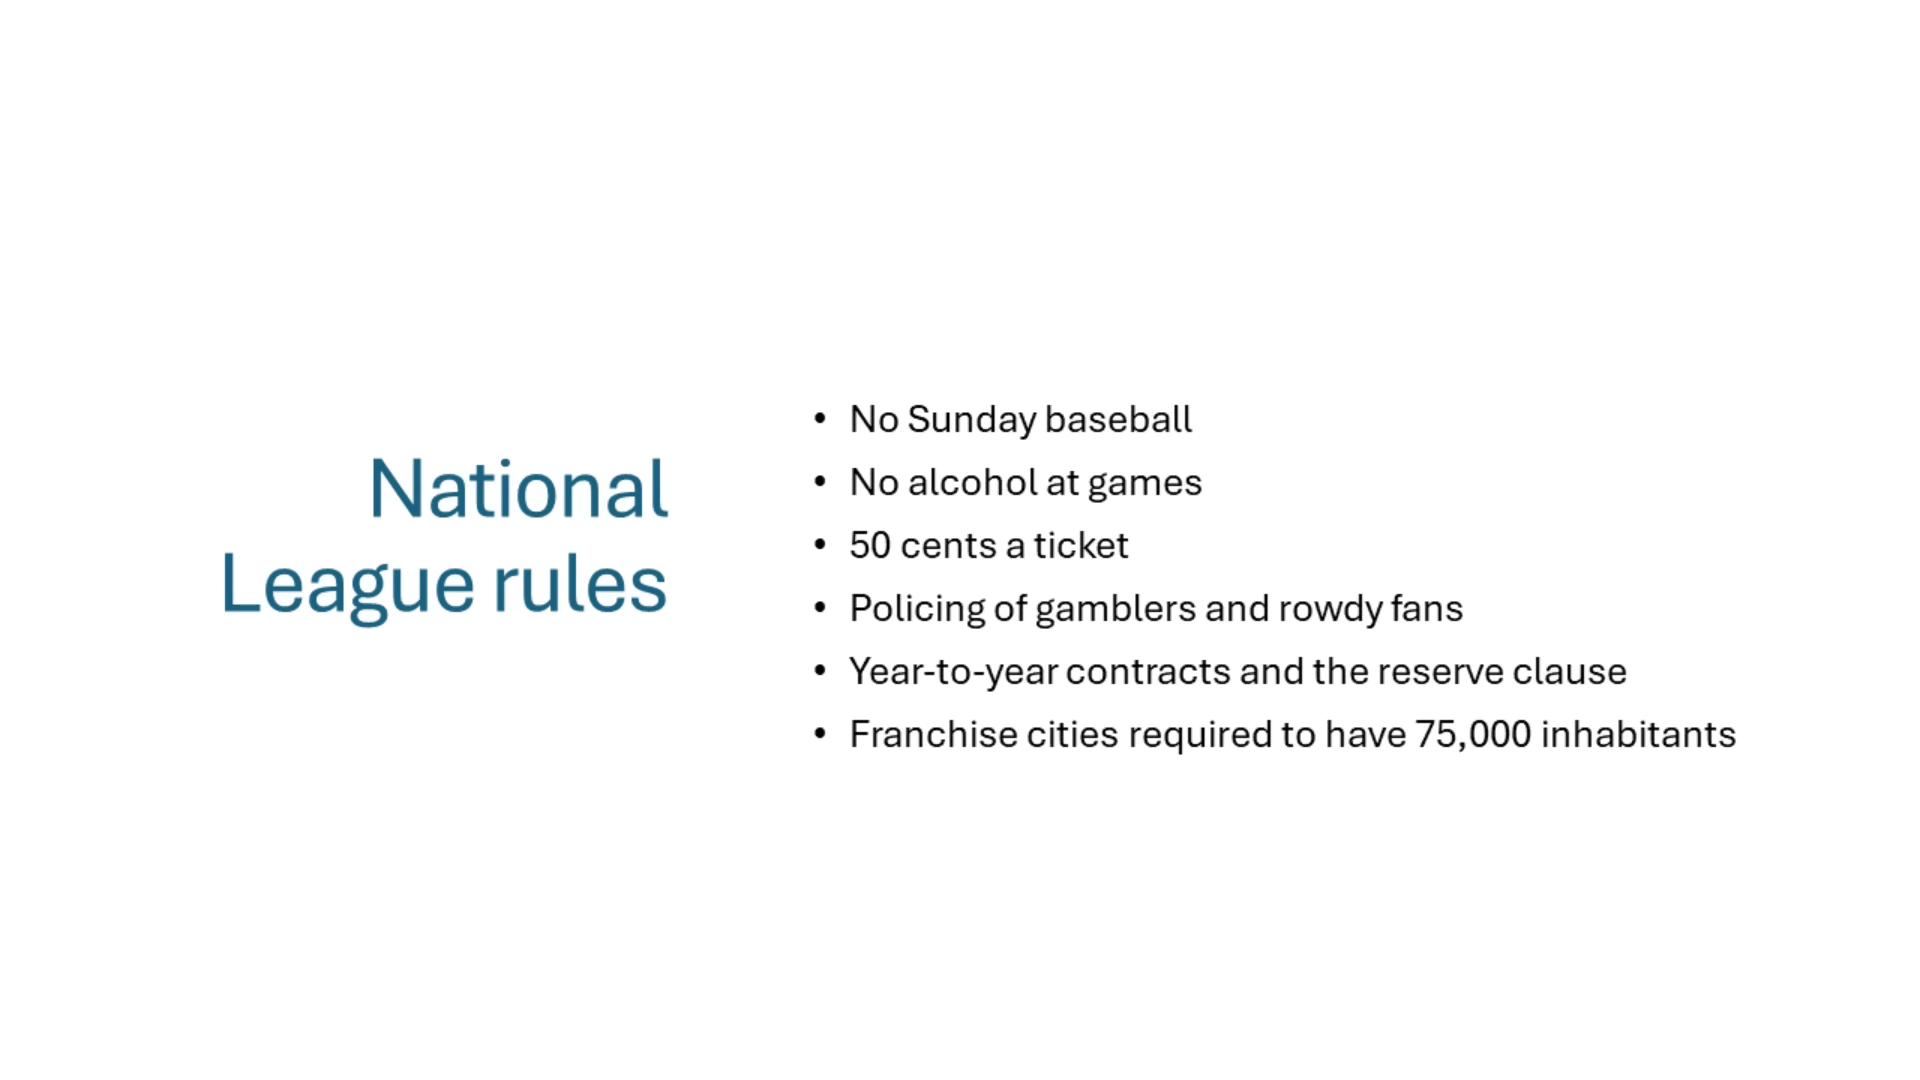 National
League rules
• No Sunday baseball
• No alcohol at games
• 50 cents a ticket
• Policing of gamblers and rowdy fans
• Year-to-year contracts and the reserve clause
• Franchise cities required to have 75,000 inhabitants